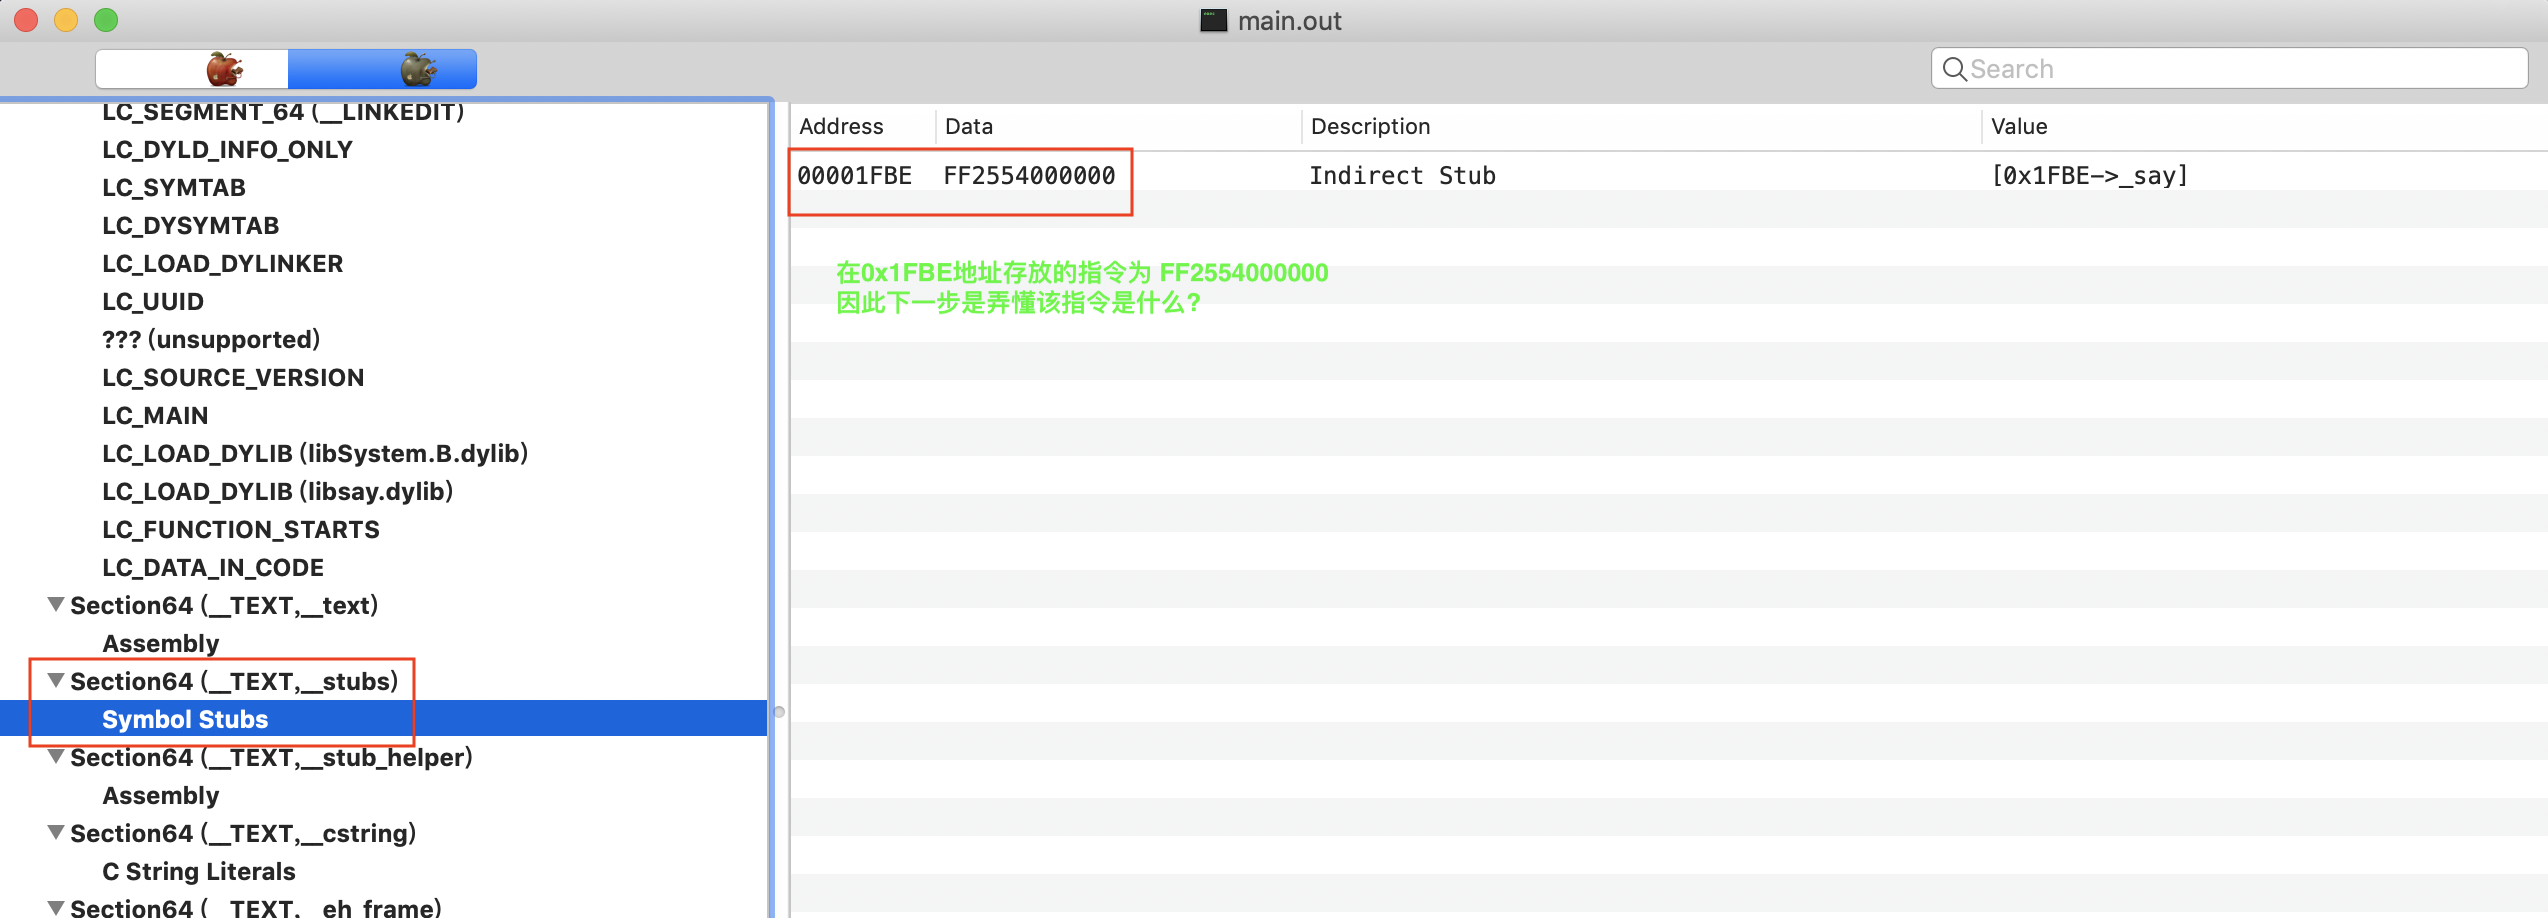 main.out
Search
LC_SEGMENT_64 (__LINKEDIT)
LC_DYLD_INFO_ONLY
LC_SYMTAB
LC_DYSYMTAB
LC_LOAD_DYLINKER
LC_UUID
??? (unsupported)
LC_SOURCE_VERSION
LC_MAIN
LC_LOAD_DYLIB (libSystem.B.dylib)
LC_LOAD_DYLIB (libsay.dylib)
LC_FUNCTION_STARTS
LC_DATA_IN_CODE
Section64 (__TEXT,__text)
Assembly
Section64 (__TEXT,__stubs)
Symbol Stubs
Section64 (__TEXT,__stub_helper)
Assembly
Section64 (__TEXT,__cstring)
C String Literals
Section64 (__TEXT,__eh_frame)
Address Data Description Value
00001FBE FF2554000000 Indirect Stub [0x1FBE->_say]
在0x1FBE地址存放的指令为 FF2554000000
因此下一步是弄懂该指令是什么?